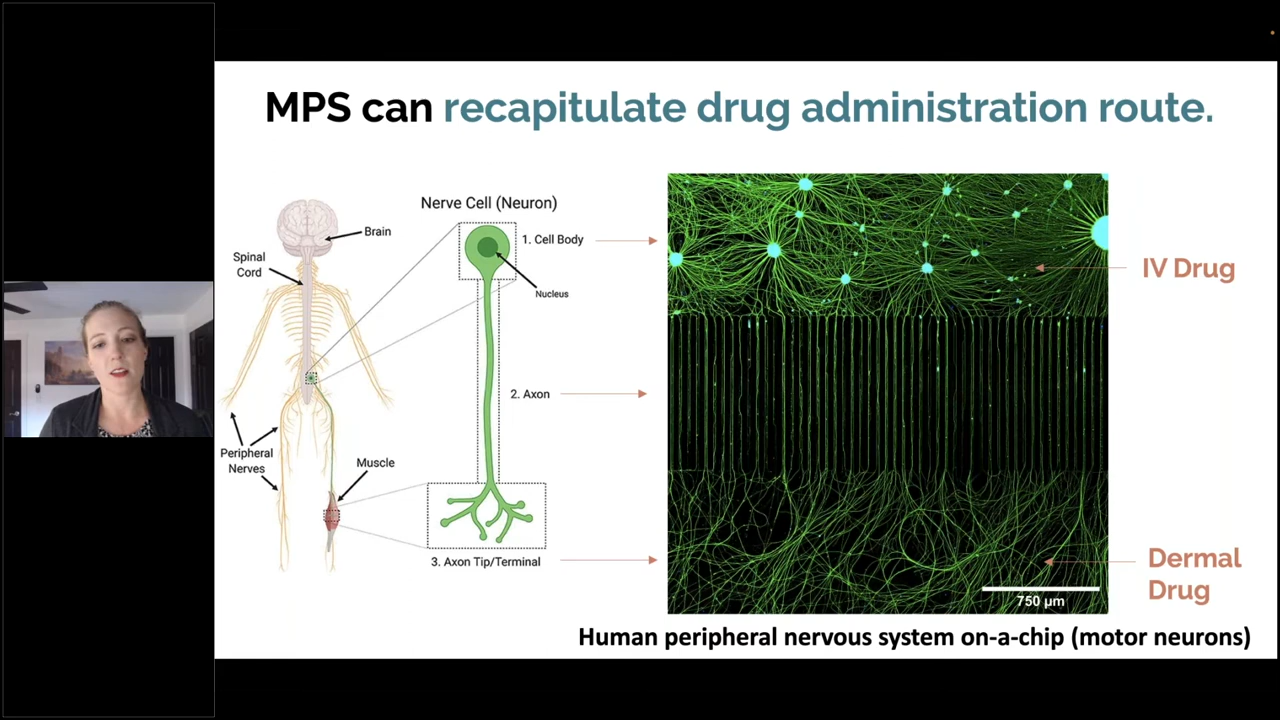 MPS can recapitulate drug administration route.
Nerve Cell (Neuron)
Brain
1. Cell Body
Spinal
Cord
IV Drug
Nucleus
2. Axon
Peripheral
Nerves
Muscle
3. Axon Tip/Terminal
Dermal
Drug
750 µm
Human peripheral nervous system on-a-chip (motor neurons)